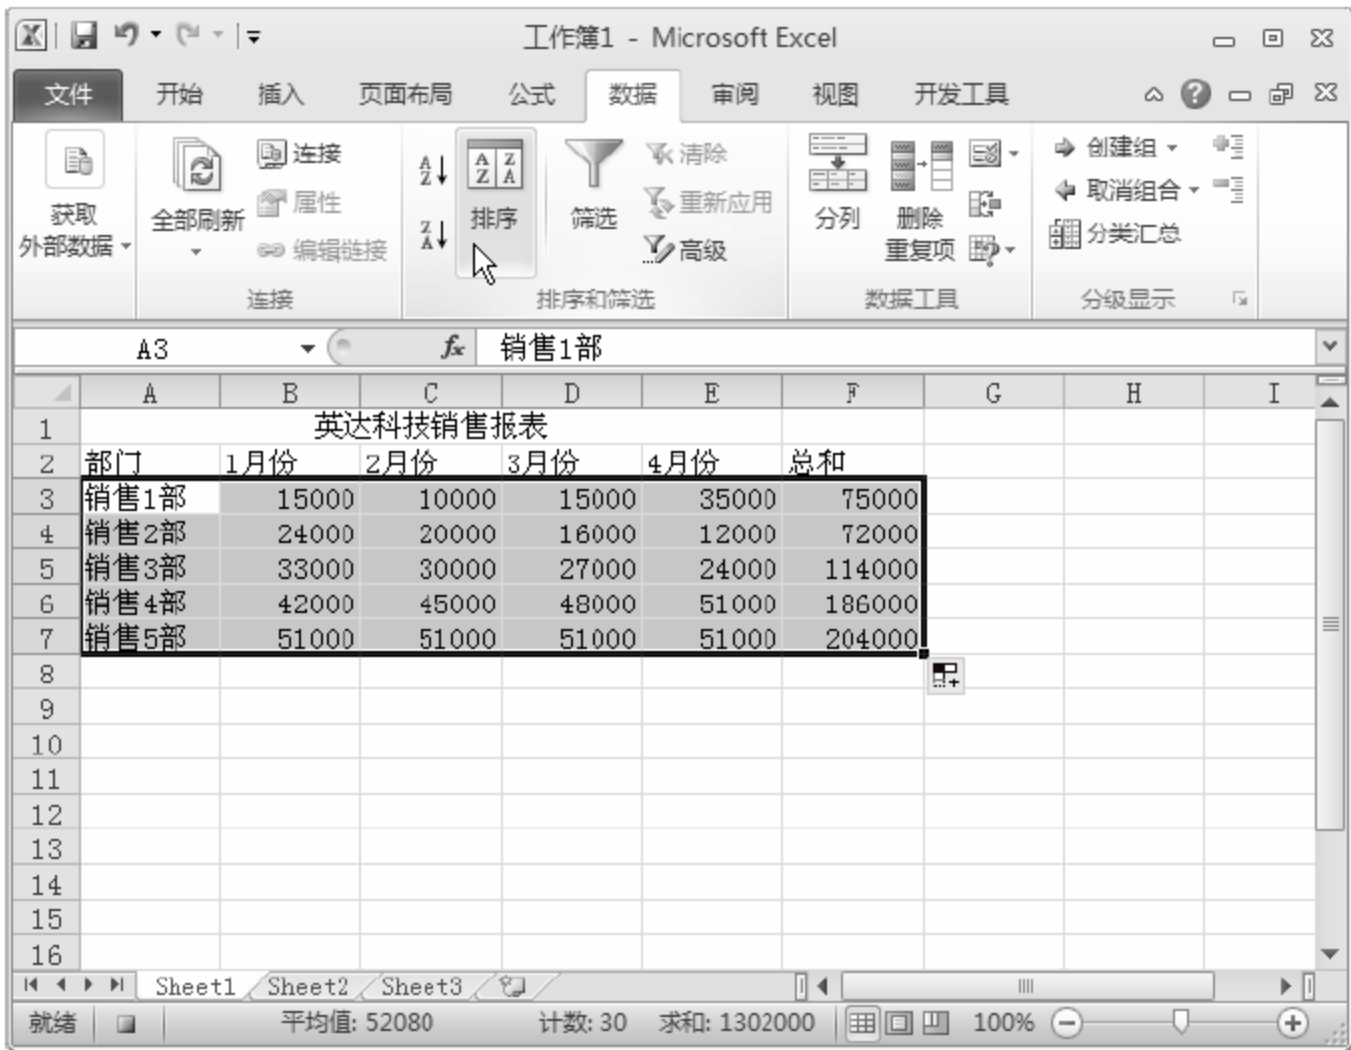 工作簿1 - Microsoft Excel
文件 开始 插入 页面布局 公式 数据 审阅 视图 开发工具
获取
外部数据
全部刷新
连接
属性
编辑链接
连接
排序
筛选
清除
重新应用
高级
排序和筛选
分列
删除
重复项
数据工具
创建组
取消组合
分类汇总
分级显示
A3 fx 销售1部
A B C D E F G H I
1 英达科技销售报表
2 部门 1月份 2月份 3月份 4月份 总和
3 销售1部 15000 10000 15000 35000 75000
4 销售2部 24000 20000 16000 12000 72000
5 销售3部 33000 30000 27000 24000 114000
6 销售4部 42000 45000 48000 51000 186000
7 销售5部 51000 51000 51000 51000 204000
8
9
10
11
12
13
14
15
16
Sheet1 Sheet2 Sheet3
就绪 平均值: 52080 计数: 30 求和: 1302000 100%